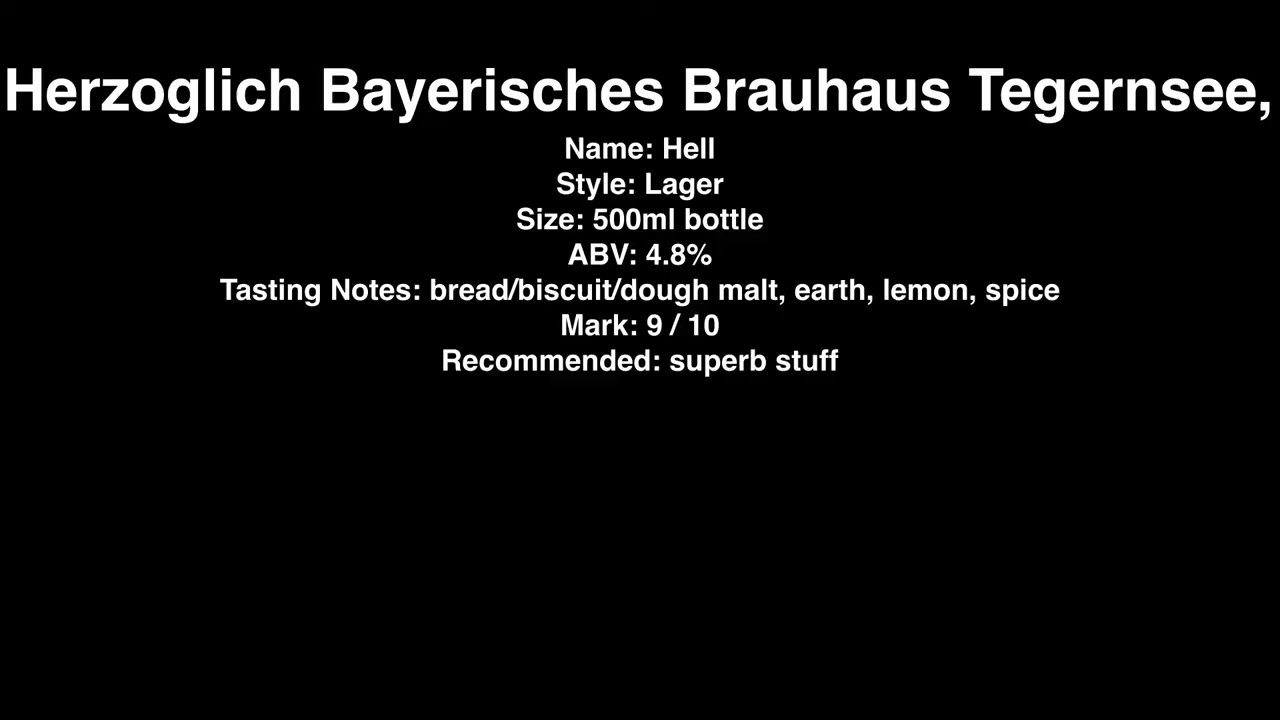 Herzoglich Bayerisches Brauhaus Tegernsee,
Name: Hell
Style: Lager
Size: 500ml bottle
ABV: 4.8%
Tasting Notes: bread/biscuit/dough malt, earth, lemon, spice
Mark: 9 / 10
Recommended: superb stuff